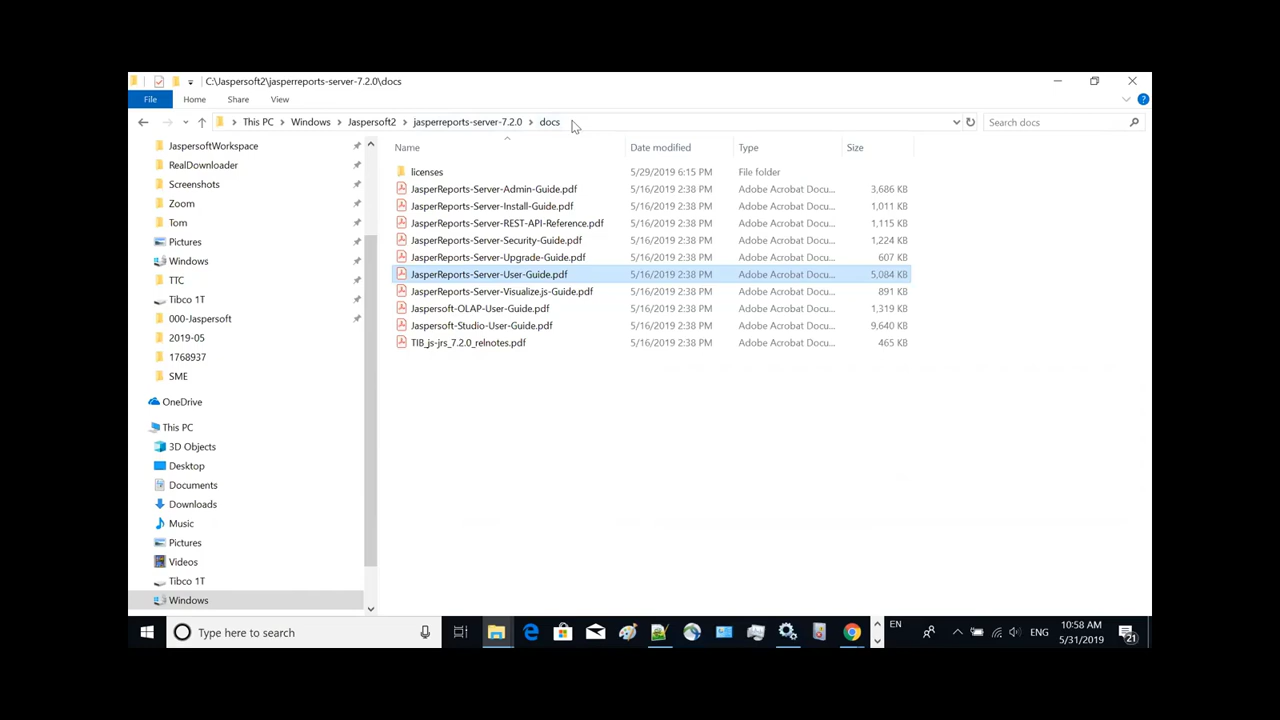 C:\Jaspersoft2\jasperreports-server-7.2.0\docs
File Home Share View
This PC Windows Jaspersoft2 jasperreports-server-7.2.0 docs Search docs
JaspersoftWorkspace
RealDownloader
Screenshots
Zoom
Tom
Pictures
Windows
TTC
Tibco 1T
000-Jaspersoft
2019-05
1768937
SME
OneDrive
This PC
3D Objects
Desktop
Documents
Downloads
Music
Pictures
Videos
Tibco 1T
Windows
Name Date modified Type Size
licenses 5/29/2019 6:15 PM File folder
JasperReports-Server-Admin-Guide.pdf 5/16/2019 2:38 PM Adobe Acrobat Docu... 3,686 KB
JasperReports-Server-Install-Guide.pdf 5/16/2019 2:38 PM Adobe Acrobat Docu... 1,011 KB
JasperReports-Server-REST-API-Reference.pdf 5/16/2019 2:38 PM Adobe Acrobat Docu... 1,115 KB
JasperReports-Server-Security-Guide.pdf 5/16/2019 2:38 PM Adobe Acrobat Docu... 1,224 KB
JasperReports-Server-Upgrade-Guide.pdf 5/16/2019 2:38 PM Adobe Acrobat Docu... 607 KB
JasperReports-Server-User-Guide.pdf 5/16/2019 2:38 PM Adobe Acrobat Docu... 5,084 KB
JasperReports-Server-Visualize.js-Guide.pdf 5/16/2019 2:38 PM Adobe Acrobat Docu... 891 KB
Jaspersoft-OLAP-User-Guide.pdf 5/16/2019 2:38 PM Adobe Acrobat Docu... 1,319 KB
Jaspersoft-Studio-User-Guide.pdf 5/16/2019 2:38 PM Adobe Acrobat Docu... 9,640 KB
TIB_js-jrs_7.2.0_relnotes.pdf 5/16/2019 2:38 PM Adobe Acrobat Docu... 465 KB
Type here to search
EN
ENG
10:58 AM
5/31/2019
21